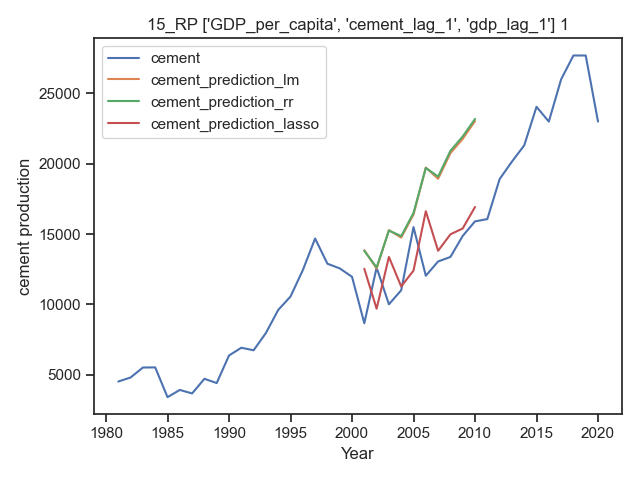 15_RP ['GDP_per_capita', 'cement_lag_1', 'gdp_lag_1'] 1
cement
cement_prediction_lm
cement_prediction_rr
cement_prediction_lasso
25000
20000
15000
10000
5000
cement production
1980 1985 1990 1995 2000 2005 2010 2015 2020
Year